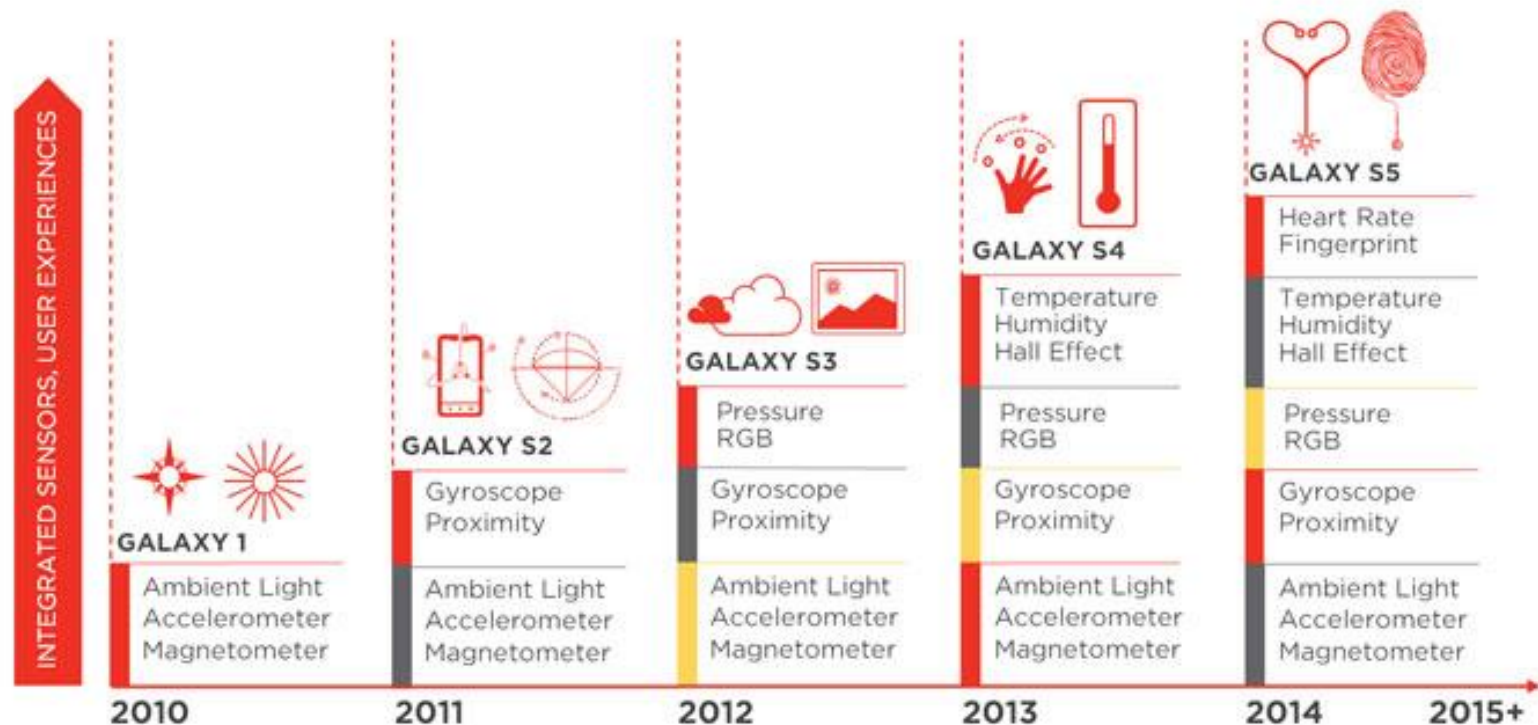 INTEGRATED SENSORS, USER EXPERIENCES
GALAXY 1
Ambient Light
Accelerometer
Magnetometer
GALAXY S2
Gyroscope
Proximity
Ambient Light
Accelerometer
Magnetometer
GALAXY S3
Pressure
RGB
Gyroscope
Proximity
Ambient Light
Accelerometer
Magnetometer
GALAXY S4
Temperature
Humidity
Hall Effect
Pressure
RGB
Gyroscope
Proximity
Ambient Light
Accelerometer
Magnetometer
GALAXY S5
Heart Rate
Fingerprint
Temperature
Humidity
Hall Effect
Pressure
RGB
Gyroscope
Proximity
Ambient Light
Accelerometer
Magnetometer
2010 2011 2012 2013 2014 2015+